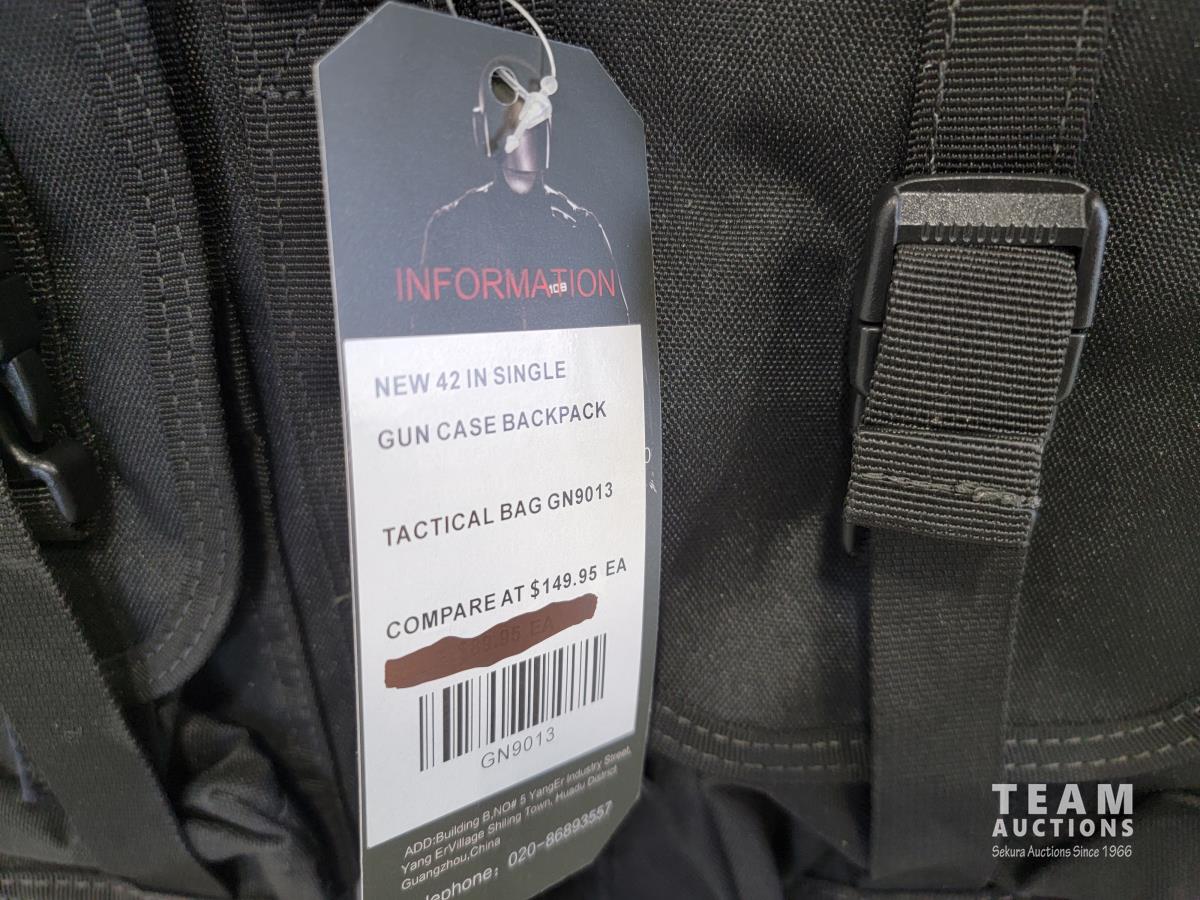 INFORMATION
109
NEW 42 IN SINGLE
GUN CASE BACKPACK
TACTICAL BAG GN9013
COMPARE AT $149.95 EA
EA
GN9013
ADD:Building B,NO# 5 YangEr Industry Street,
Yang ErVillage Shiling Town, Huadu District
Guangzhou,China
020-86893557
TEAM
AUCTIONS
Sekura Auctions Since 1966